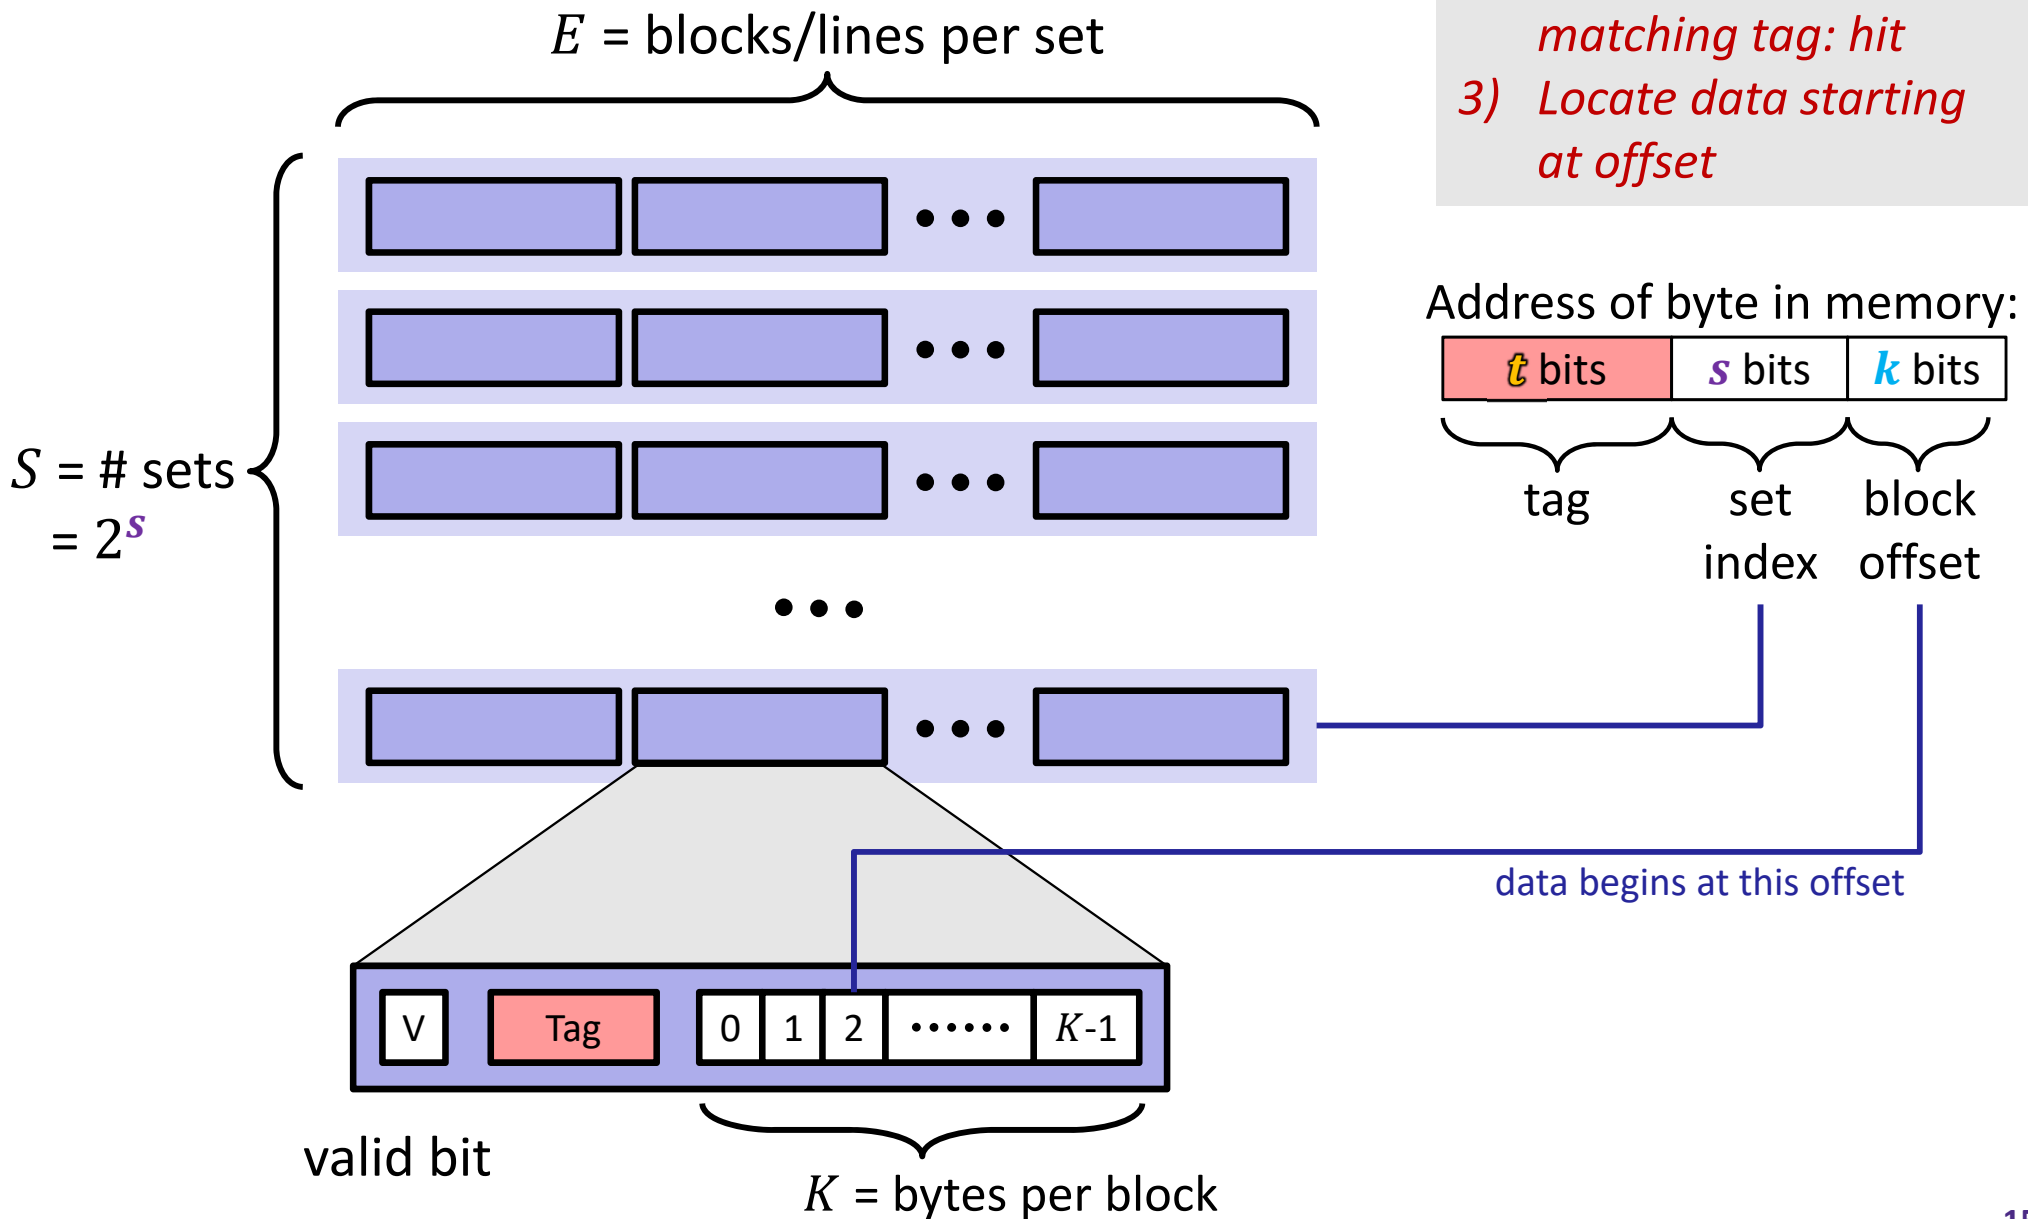 E = blocks/lines per set
matching tag: hit
3) Locate data starting
at offset
Address of byte in memory:
t bits s bits k bits
tag set block
index offset
S = # sets
= 2^s
data begins at this offset
V Tag 0 1 2 •••••• K-1
valid bit
K = bytes per block